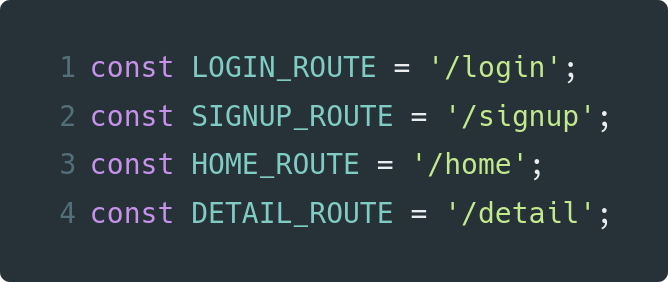 1 const LOGIN_ROUTE = '/login';
2 const SIGNUP_ROUTE = '/signup';
3 const HOME_ROUTE = '/home';
4 const DETAIL_ROUTE = '/detail';